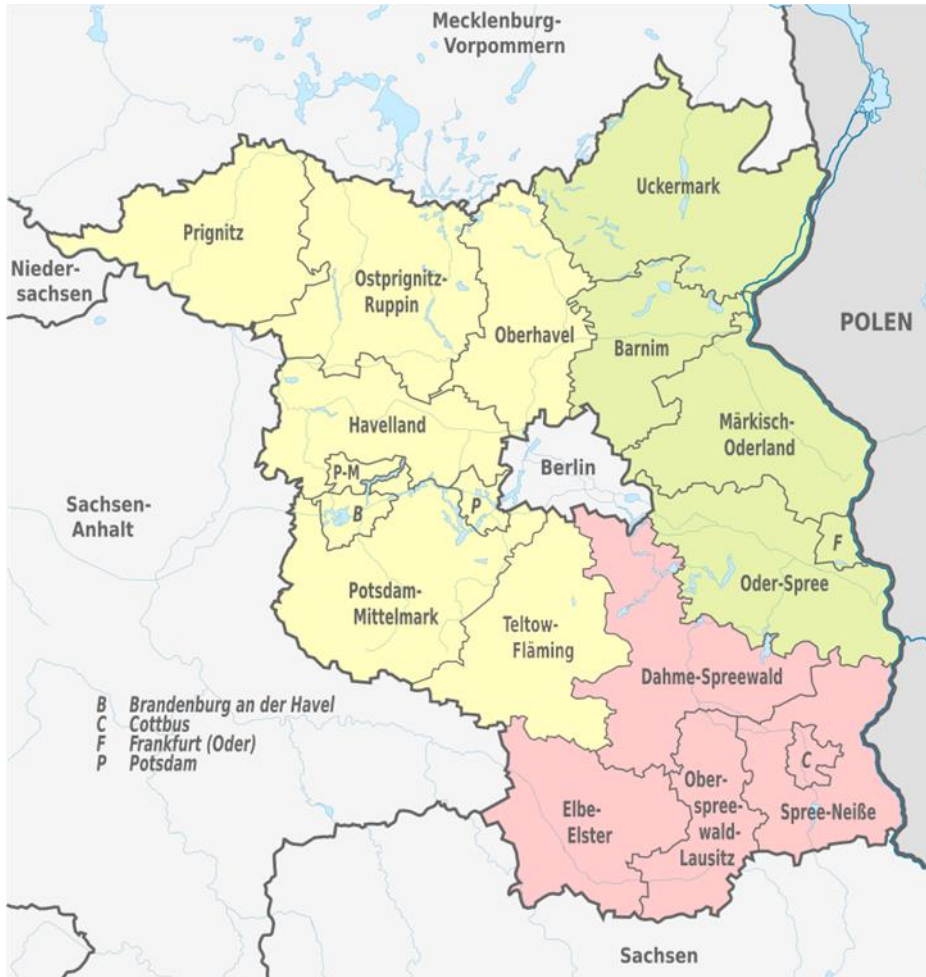 Mecklenburg-
Vorpommern
Uckermark
Prignitz
Nieder-
sachsen
Ostprignitz-
Ruppin
Oberhavel
Barnim
POLEN
Havelland
Märkisch-
Oderland
P-M
Berlin
Sachsen-
Anhalt
B
P
F
Potsdam-
Mittelmark
Oder-Spree
Teltow-
Fläming
Dahme-Spreewald
B Brandenburg an der Havel
C Cottbus
F Frankfurt (Oder)
P Potsdam
C
Elbe-
Elster
Ober-
spree-
wald-
Lausitz
Spree-Neiße
Sachsen